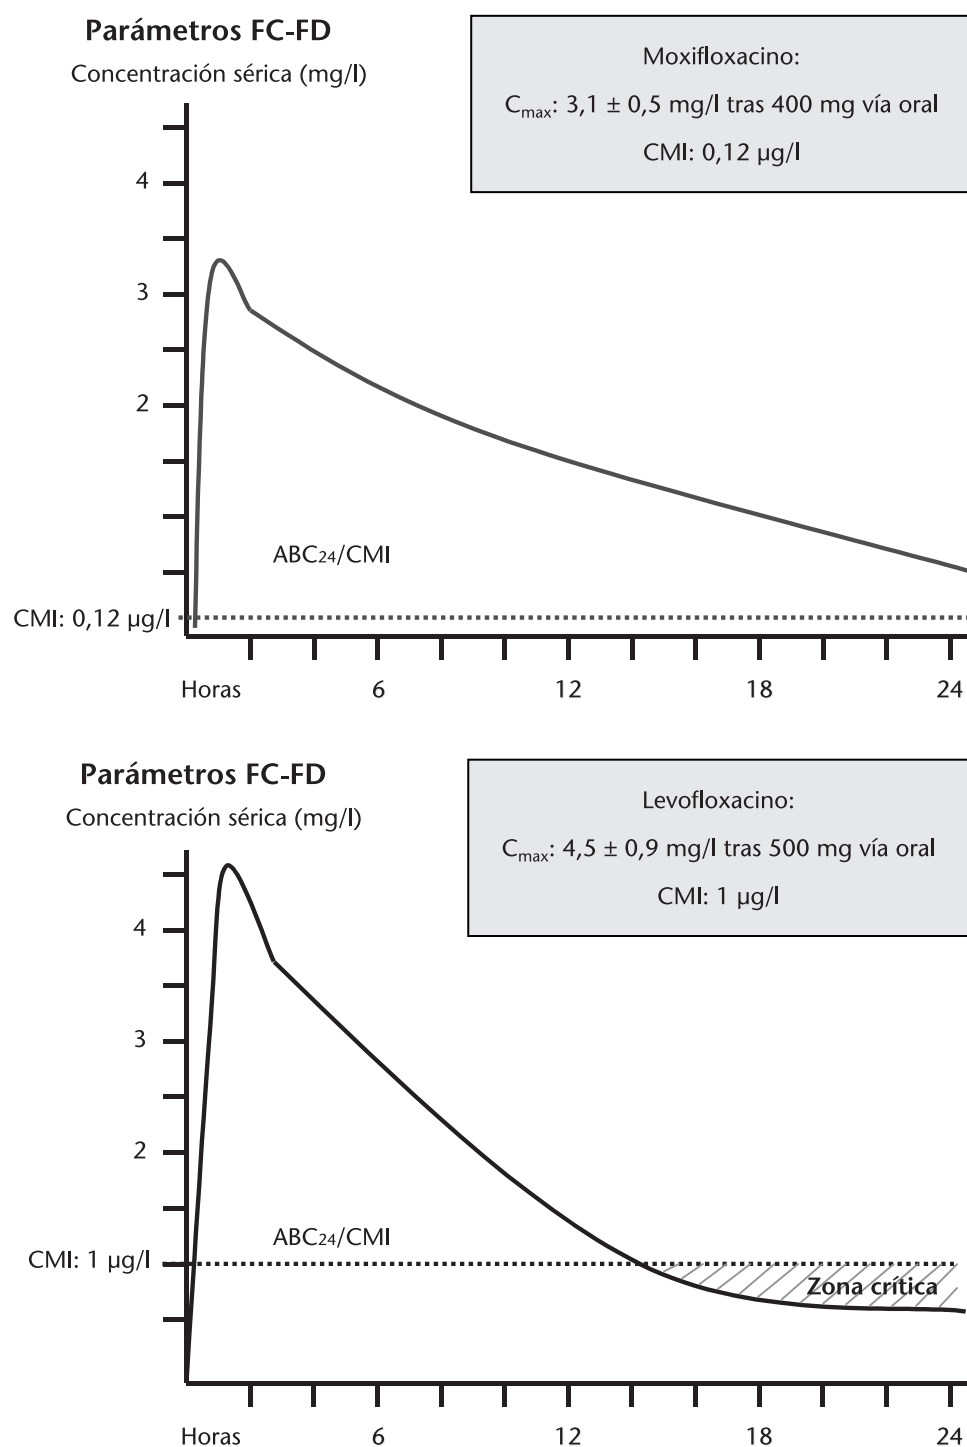 Parámetros FC-FD
Concentración sérica (mg/l)
Moxifloxacino:
Cmax: 3,1 ± 0,5 mg/l tras 400 mg vía oral
CMI: 0,12 µg/l
4
3
2
ABC24/CMI
CMI: 0,12 µg/l
Horas 6 12 18 24
Parámetros FC-FD
Concentración sérica (mg/l)
Levofloxacino:
Cmax: 4,5 ± 0,9 mg/l tras 500 mg vía oral
CMI: 1 µg/l
4
3
2
ABC24/CMI
CMI: 1 µg/l
Zona crítica
Horas 6 12 18 24